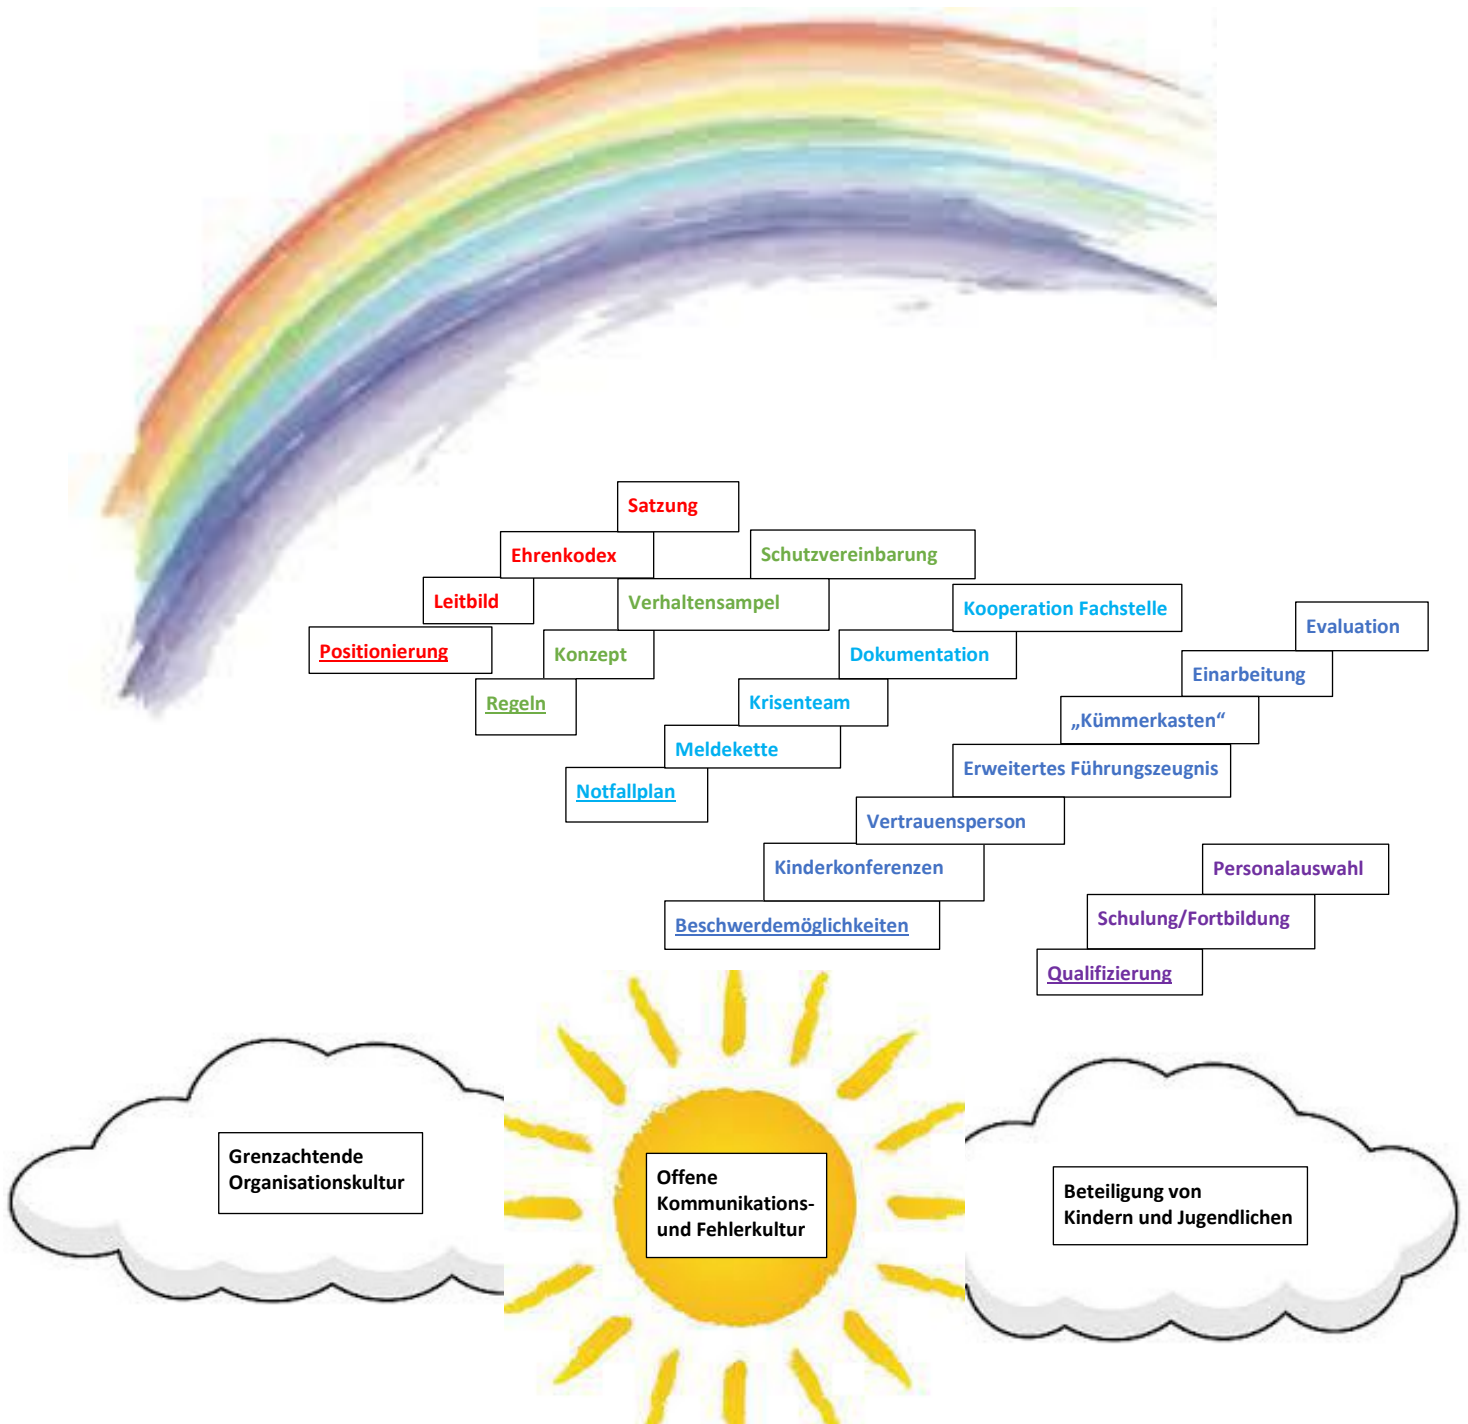 Satzung
Ehrenkodex
Schutzvereinbarung
Leitbild
Verhaltensampel
Kooperation Fachstelle
Evaluation
Positionierung
Konzept
Dokumentation
Einarbeitung
Regeln
Krisenteam
„Kümmerkasten“
Meldekette
Erweitertes Führungszeugnis
Notfallplan
Vertrauensperson
Kinderkonferenzen
Personalauswahl
Beschwerdemöglichkeiten
Schulung/Fortbildung
Qualifizierung
Grenzachtende
Organisationskultur
Offene
Kommunikations-
und Fehlerkultur
Beteiligung von
Kindern und Jugendlichen